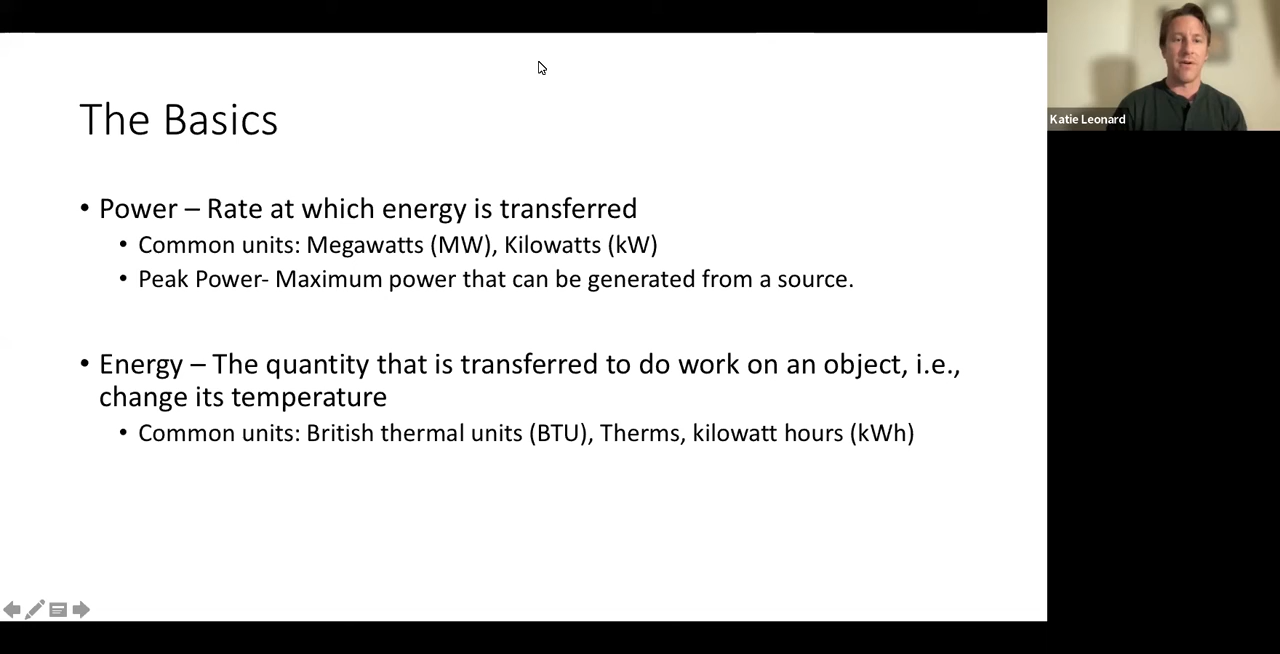 The Basics
• Power – Rate at which energy is transferred
• Common units: Megawatts (MW), Kilowatts (kW)
• Peak Power- Maximum power that can be generated from a source.
• Energy – The quantity that is transferred to do work on an object, i.e.,
change its temperature
• Common units: British thermal units (BTU), Therms, kilowatt hours (kWh)
Katie Leonard